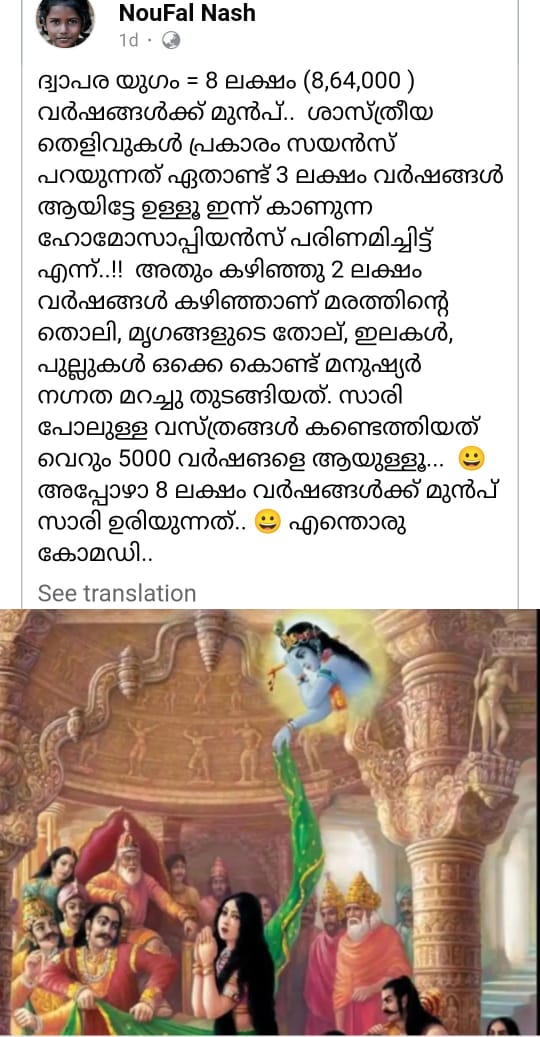 NouFal Nash
1d ·
ദ്വാപര യുഗം = 8 ലക്ഷം (8,64,000 )
വർഷങ്ങൾക്ക് മുൻപ്.. ശാസ്ത്രീയ
തെളിവുകൾ പ്രകാരം സയൻസ്
പറയുന്നത് ഏതാണ്ട് 3 ലക്ഷം വർഷങ്ങൾ
ആയിട്ടേ ഉള്ളൂ ഇന്ന് കാണുന്ന
ഹോമോസാപ്പിയൻസ് പരിണമിച്ചിട്ട്
എന്ന്..!! അതും കഴിഞ്ഞു 2 ലക്ഷം
വർഷങ്ങൾ കഴിഞ്ഞാണ് മരത്തിന്റെ
തൊലി, മൃഗങ്ങളുടെ തോല്, ഇലകൾ,
പുല്ലുകൾ ഒക്കെ കൊണ്ട് മനുഷ്യർ
നഗ്നത മറച്ചു തുടങ്ങിയത്. സാരി
പോലുള്ള വസ്ത്രങ്ങൾ കണ്ടെത്തിയത്
വെറും 5000 വർഷങളെ ആയുള്ളൂ... 😀
അപ്പോഴാ 8 ലക്ഷം വർഷങ്ങൾക്ക് മുൻപ്
സാരി ഉരിയുന്നത്.. 😀 എന്തൊരു
കോമഡി..
See translation